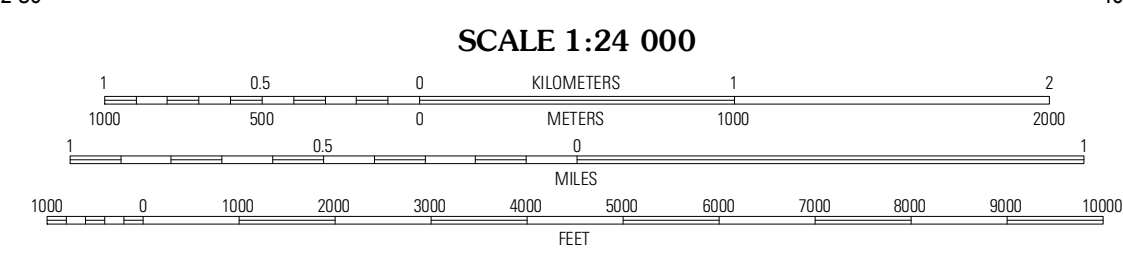 SCALE 1:24 000
1 0.5 0 KILOMETERS 1 2
1000 500 0 METERS 1000 2000
1 0.5 0 1
MILES
1000 0 1000 2000 3000 4000 5000 6000 7000 8000 9000 10000
FEET